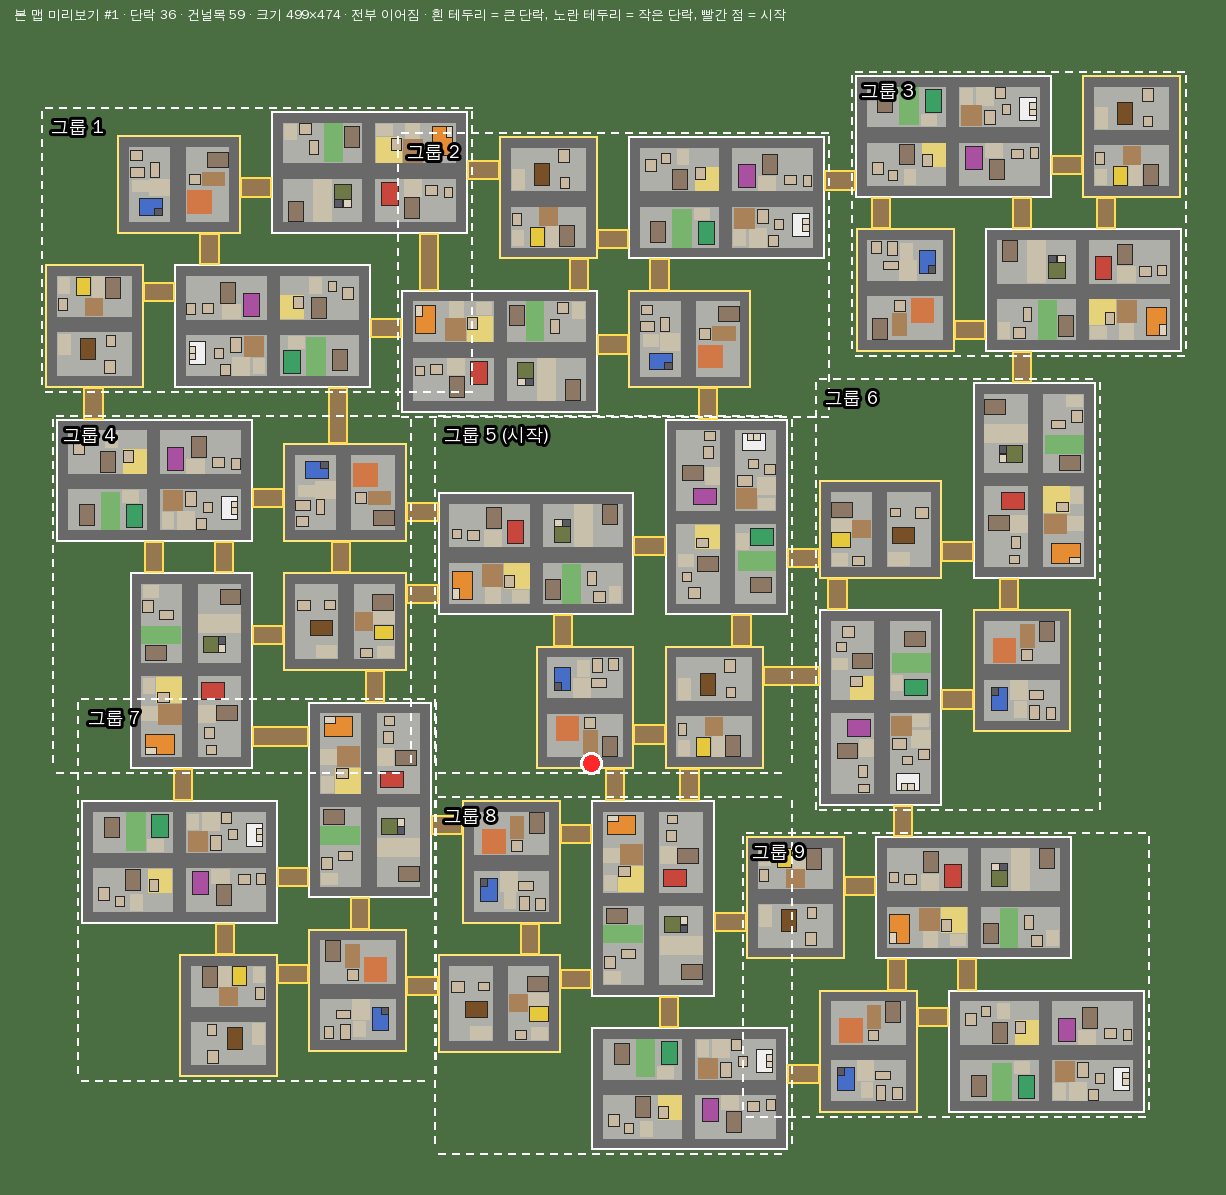 본 맵 미리보기 #1 · 단락 36 · 건널목 59 · 크기 499×474 · 전부 이어짐 · 흰 테두리 = 큰 단락, 노란 테두리 = 작은 단락, 빨간 점 = 시작
그룹 1
그룹 2
그룹 3
그룹 4
그룹 5 (시작)
그룹 6
그룹 7
그룹 8
그룹 9